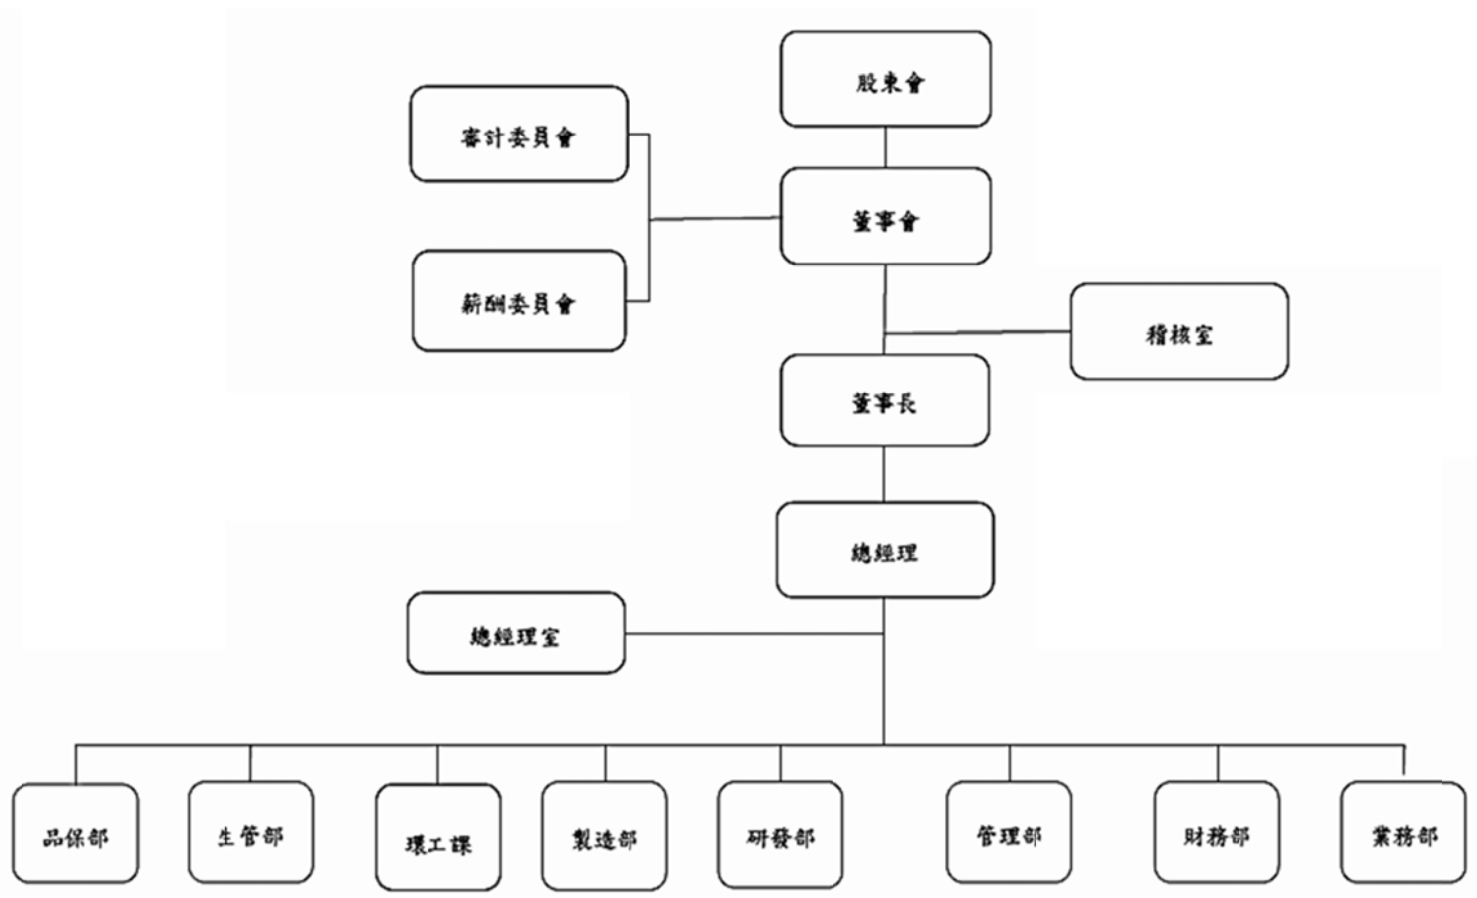 股東會
審計委員會
董事會
薪酬委員會
稽核室
董事長
總經理
總經理室
品保部
生管部
環工課
製造部
研發部
管理部
財務部
業務部